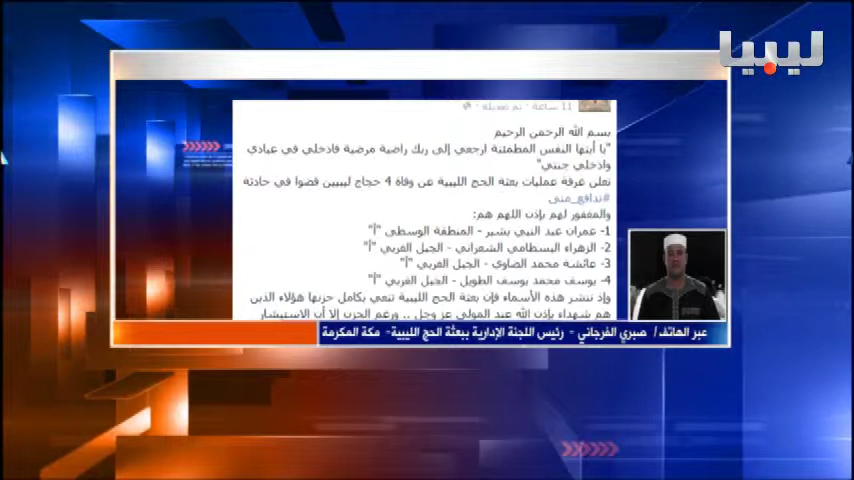 ليبيا
11 ساعة · تم تعديله ·
بسم الله الرحمن الرحيم
"يا أيتها النفس المطمئنة ارجعي إلى ربك راضية مرضية فادخلي في عبادي
وادخلي جنتي"
تعلن غرفة عمليات بعثة الحج الليبية عن وفاة 4 حجاج ليبيين قضوا في حادثة
#تدافع_منى
والمغفور لهم بإذن اللهم هم:
1- عمران عبد النبي بشير - المنطقة الوسطى "أ"
2- الزهراء البسطامي الشعراني - الجبل الغربي "أ"
3- عائشة محمد الضاوي - الجبل الغربي "أ"
4- يوسف محمد يوسف الطويل - الجبل الغربي "أ"
وإذ ننشر هذه الأسماء فإن بعثة الحج الليبية تنعي بكامل حزنها هؤلاء الذين
هم شهداء بإذن الله عند المولى عز وجل .. ورغم الحزن إلا أن الاستبشار
عبر الهاتف/ صبري الفرجاني - رئيس اللجنة الإدارية ببعثة الحج الليبية- مكة المكرمة